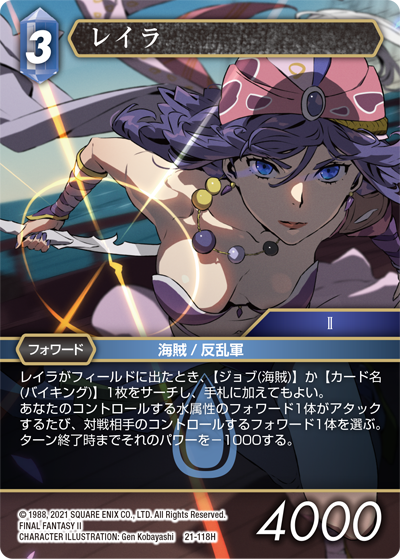 3
レイラ
II
フォワード
海賊 / 反乱軍
レイラがフィールドに出たとき、【ジョブ(海賊)】か【カード名
(バイキング)】1枚をサーチし、手札に加えてもよい。
あなたのコントロールする水属性のフォワード1体がアタック
するたび、対戦相手のコントロールするフォワード1体を選ぶ。
ターン終了時までそれのパワーを－1000する。
© 1988, 2021 SQUARE ENIX CO., LTD. All Rights Reserved.
FINAL FANTASY II
CHARACTER ILLUSTRATION: Gen Kobayashi 21-118H
4000